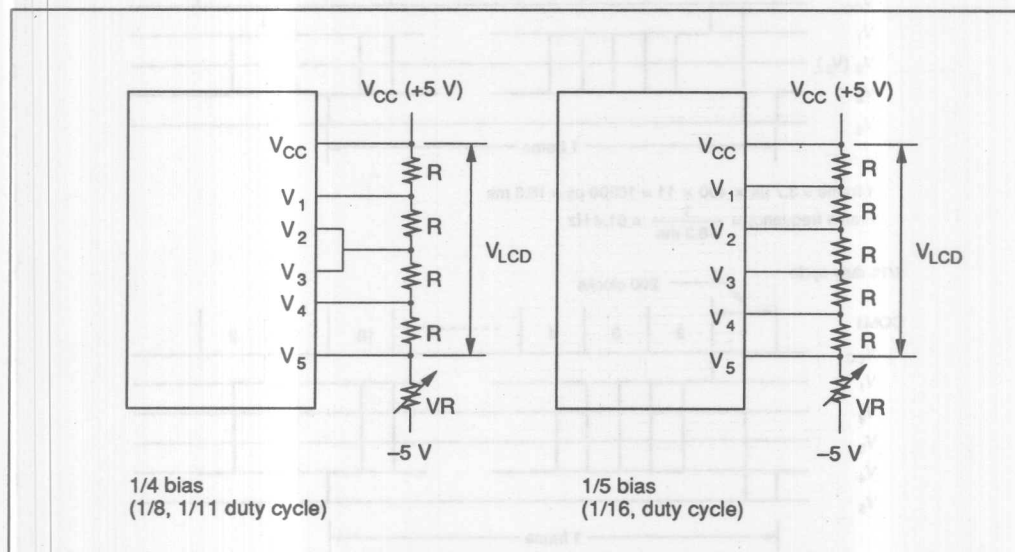 V_CC (+5 V)
V_CC
R
V_1
R
V_2
V_3
R
V_LCD
V_4
R
V_5
VR
–5 V
1/4 bias
(1/8, 1/11 duty cycle)
V_CC (+5 V)
V_CC
R
V_1
R
V_2
R
V_LCD
V_3
R
V_4
R
V_5
VR
–5 V
1/5 bias
(1/16, duty cycle)